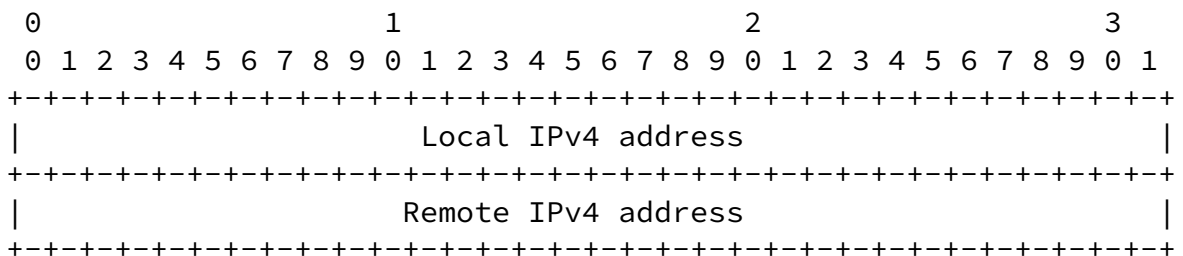 0                   1                   2                   3
 0 1 2 3 4 5 6 7 8 9 0 1 2 3 4 5 6 7 8 9 0 1 2 3 4 5 6 7 8 9 0 1
+-+-+-+-+-+-+-+-+-+-+-+-+-+-+-+-+-+-+-+-+-+-+-+-+-+-+-+-+-+-+-+-+
|                      Local IPv4 address                       |
+-+-+-+-+-+-+-+-+-+-+-+-+-+-+-+-+-+-+-+-+-+-+-+-+-+-+-+-+-+-+-+-+
|                     Remote IPv4 address                       |
+-+-+-+-+-+-+-+-+-+-+-+-+-+-+-+-+-+-+-+-+-+-+-+-+-+-+-+-+-+-+-+-+